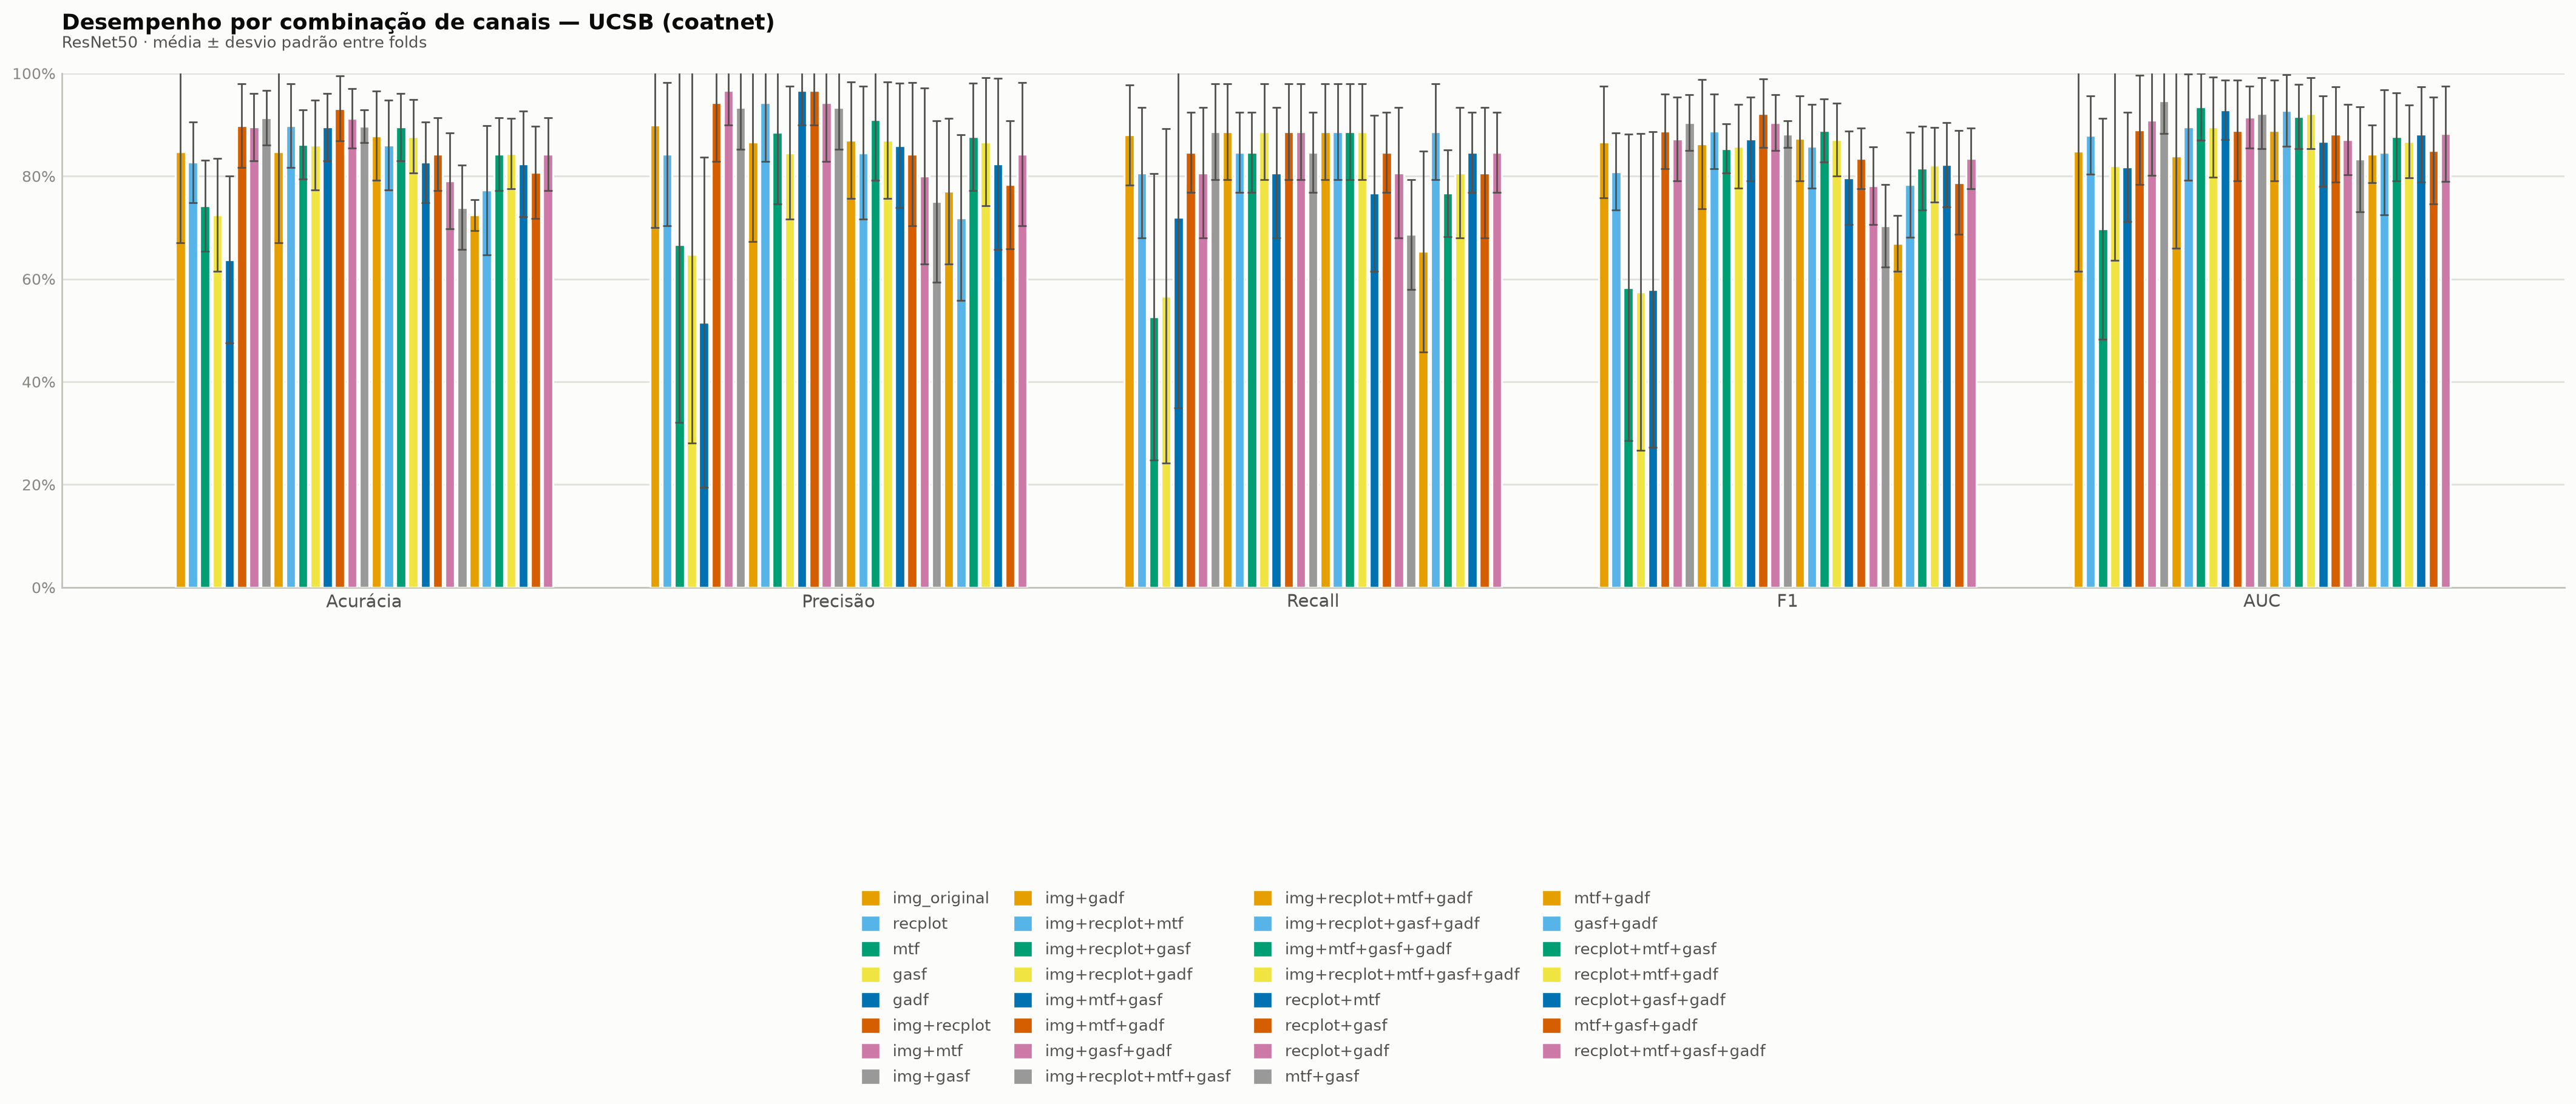 Desempenho por combinação de canais — UCSB (coatnet)
ResNet50 · média ± desvio padrão entre folds
100%
80%
60%
40%
20%
0%
Acurácia
Precisão
Recall
F1
AUC
img_original
recplot
mtf
gasf
gadf
img+recplot
img+mtf
img+gasf
img+gadf
img+recplot+mtf
img+recplot+gasf
img+recplot+gadf
img+mtf+gasf
img+mtf+gadf
img+gasf+gadf
img+recplot+mtf+gasf
img+recplot+mtf+gadf
img+recplot+gasf+gadf
img+mtf+gasf+gadf
img+recplot+mtf+gasf+gadf
recplot+mtf
recplot+gasf
recplot+gadf
mtf+gasf
mtf+gadf
gasf+gadf
recplot+mtf+gasf
recplot+mtf+gadf
recplot+gasf+gadf
mtf+gasf+gadf
recplot+mtf+gasf+gadf